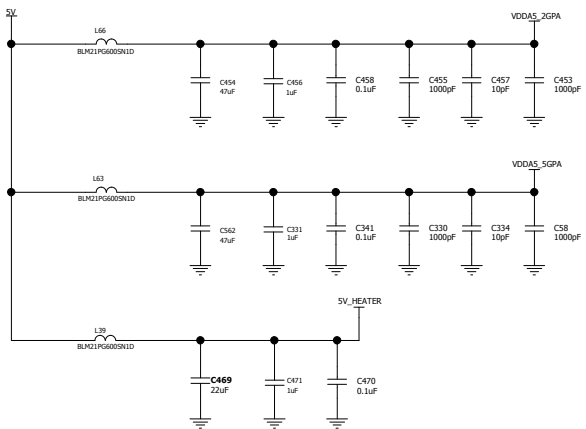 5V
L66
BLM21PG600SN1D
VDDA5_2GPA
C454
47uF
C456
1uF
C458
0.1uF
C455
1000pF
C457
10pF
C453
1000pF
L63
BLM21PG600SN1D
VDDA5_5GPA
C562
47uF
C331
1uF
C341
0.1uF
C330
1000pF
C334
10pF
C58
1000pF
5V_HEATER
L39
BLM21PG600SN1D
C469
22uF
C471
1uF
C470
0.1uF